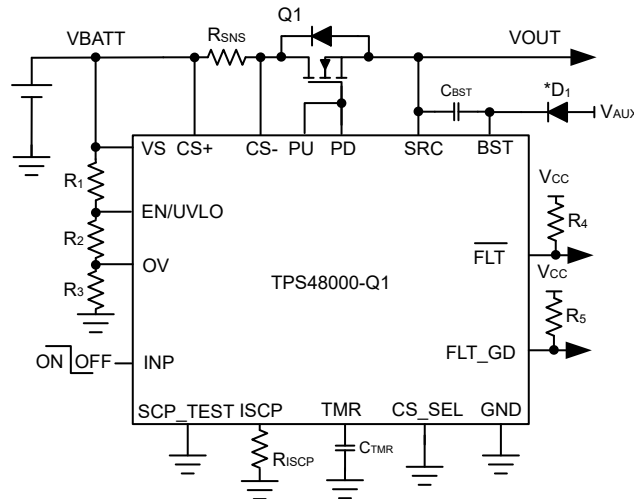 Q1
VBATT
RSNS
VOUT
CBST
*D1
VAUX
VS
CS+
CS-
PU
PD
SRC
BST
R1
EN/UVLO
R2
OV
R3
TPS48000-Q1
VCC
R4
FLT
VCC
R5
FLT_GD
ON OFF
INP
SCP_TEST
ISCP
TMR
CS_SEL
GND
RISCP
CTMR